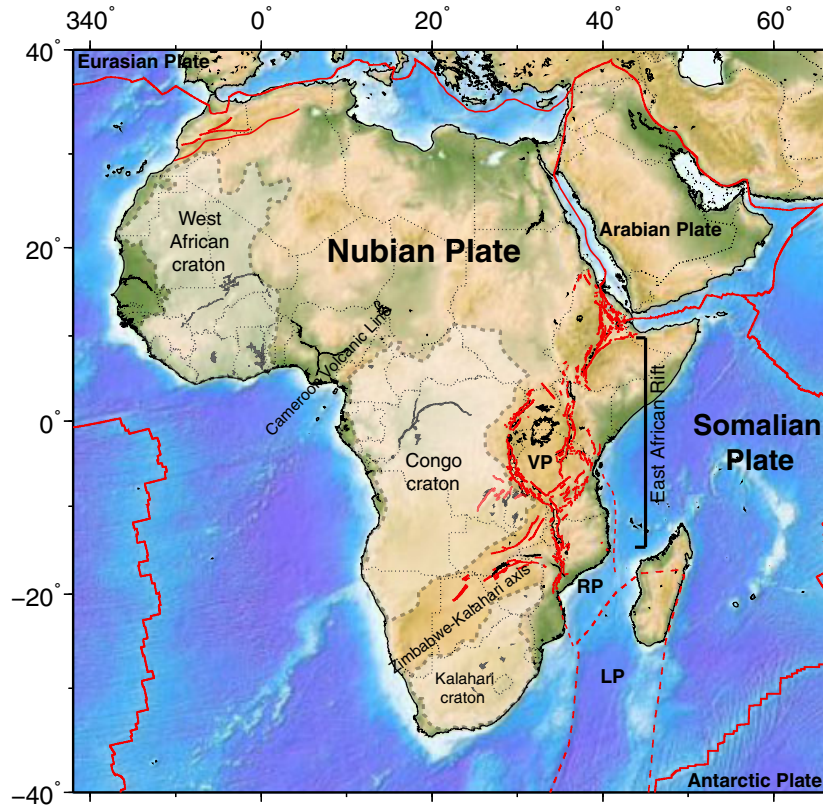 340° 0° 20° 40° 60°
40°
Eurasian Plate
West
African
craton
Nubian Plate
Arabian Plate
20°
Cameroon Volcanic Line
0°
Congo
craton
VP
East African Rift
Somalian
Plate
−20°
Zimbabwe-Kalahari axis
RP
Kalahari
craton
LP
Antarctic Plate
−40°